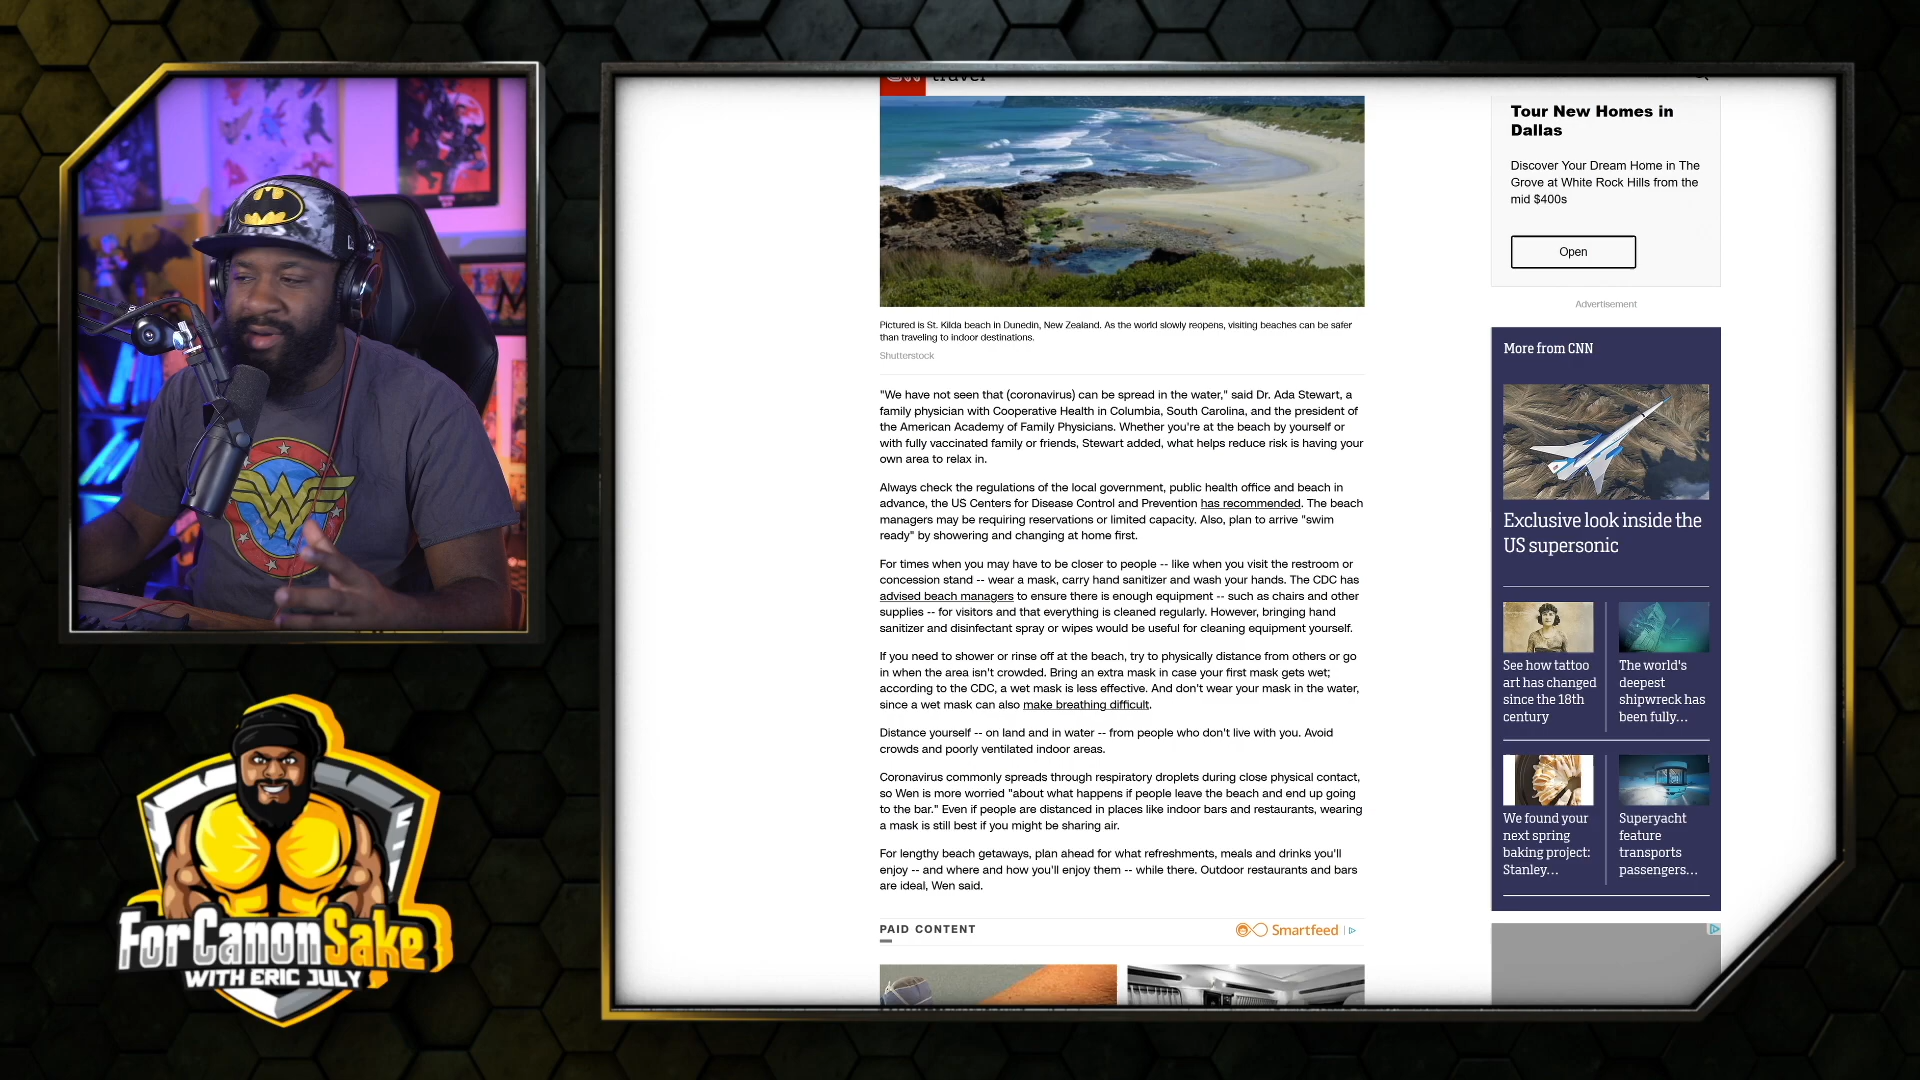 CNN travel
Pictured is St. Kilda beach in Dunedin, New Zealand. As the world slowly reopens, visiting beaches can be safer
than traveling to indoor destinations.
Shutterstock
"We have not seen that (coronavirus) can be spread in the water," said Dr. Ada Stewart, a
family physician with Cooperative Health in Columbia, South Carolina, and the president of
the American Academy of Family Physicians. Whether you're at the beach by yourself or
with fully vaccinated family or friends, Stewart added, what helps reduce risk is having your
own area to relax in.
Always check the regulations of the local government, public health office and beach in
advance, the US Centers for Disease Control and Prevention has recommended. The beach
managers may be requiring reservations or limited capacity. Also, plan to arrive "swim
ready" by showering and changing at home first.
For times when you may have to be closer to people -- like when you visit the restroom or
concession stand -- wear a mask, carry hand sanitizer and wash your hands. The CDC has
advised beach managers to ensure there is enough equipment -- such as chairs and other
supplies -- for visitors and that everything is cleaned regularly. However, bringing hand
sanitizer and disinfectant spray or wipes would be useful for cleaning equipment yourself.
If you need to shower or rinse off at the beach, try to physically distance from others or go
in when the area isn't crowded. Bring an extra mask in case your first mask gets wet;
according to the CDC, a wet mask is less effective. And don't wear your mask in the water,
since a wet mask can also make breathing difficult.
Distance yourself -- on land and in water -- from people who don't live with you. Avoid
crowds and poorly ventilated indoor areas.
Coronavirus commonly spreads through respiratory droplets during close physical contact,
so Wen is more worried "about what happens if people leave the beach and end up going
to the bar." Even if people are distanced in places like indoor bars and restaurants, wearing
a mask is still best if you might be sharing air.
For lengthy beach getaways, plan ahead for what refreshments, meals and drinks you'll
enjoy -- and where and how you'll enjoy them -- while there. Outdoor restaurants and bars
are ideal, Wen said.
PAID CONTENT
Smartfeed
Tour New Homes in
Dallas
Discover Your Dream Home in The
Grove at White Rock Hills from the
mid $400s
Open
Advertisement
More from CNN
Exclusive look inside the
US supersonic
See how tattoo
art has changed
since the 18th
century
The world's
deepest
shipwreck has
been fully...
We found your
next spring
baking project:
Stanley...
Superyacht
feature
transports
passengers...
ForCanonSake
WITH ERIC JULY